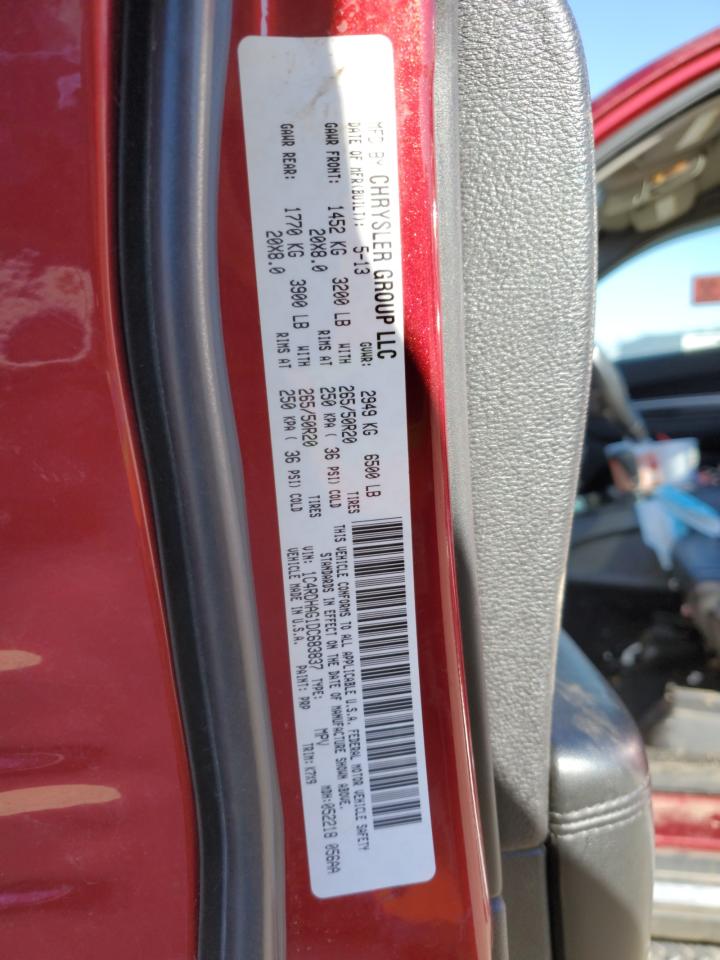 MFD BY CHRYSLER GROUP LLC
DATE OF MFR(BUILT): 5-13 GVWR: 2949 KG 6500 LB
GAWR FRONT: 1452 KG 3200 LB WITH 265/50R20 TIRES
20X8.0 RIMS AT 250 KPA ( 36 PSI) COLD
GAWR REAR: 1770 KG 3900 LB WITH 265/50R20 TIRES
20X8.0 RIMS AT 250 KPA ( 36 PSI) COLD
THIS VEHICLE CONFORMS TO ALL APPLICABLE U.S.A. FEDERAL MOTOR VEHICLE SAFETY
STANDARDS IN EFFECT ON THE DATE OF MANUFACTURE SHOWN ABOVE.
VIN: 1C4RDHAG1DC683837 TYPE: MPV MDH:052218 056AA
VEHICLE MADE IN U.S.A. PAINT: PRP TRIM: K7X9